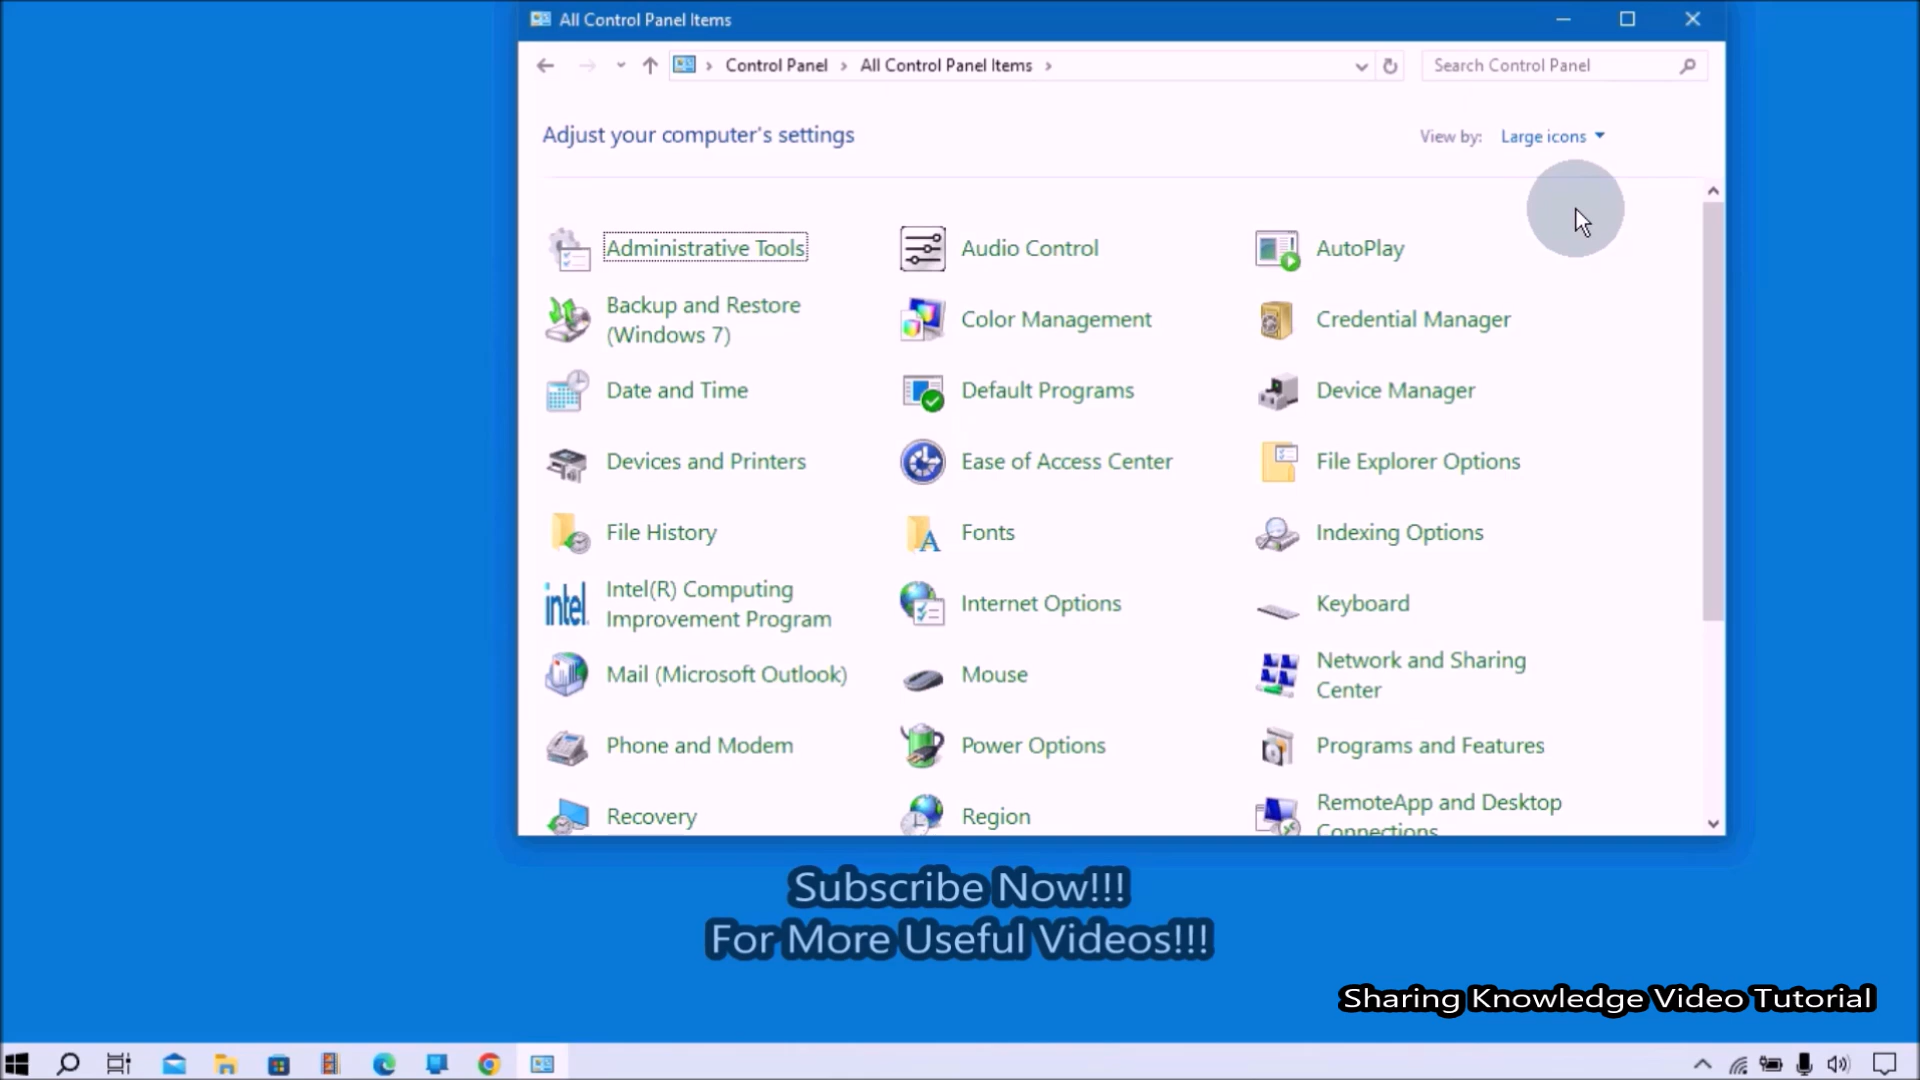 All Control Panel Items
Control Panel
All Control Panel Items
Search Control Panel
Adjust your computer's settings
View by:
Large icons
Administrative Tools
Audio Control
AutoPlay
Backup and Restore
(Windows 7)
Color Management
Credential Manager
Date and Time
Default Programs
Device Manager
Devices and Printers
Ease of Access Center
File Explorer Options
File History
Fonts
Indexing Options
intel
Intel(R) Computing
Improvement Program
Internet Options
Keyboard
Mail (Microsoft Outlook)
Mouse
Network and Sharing
Center
Phone and Modem
Power Options
Programs and Features
Recovery
Region
RemoteApp and Desktop
Connections
Subscribe Now!!!
For More Useful Videos!!!
Sharing Knowledge Video Tutorial